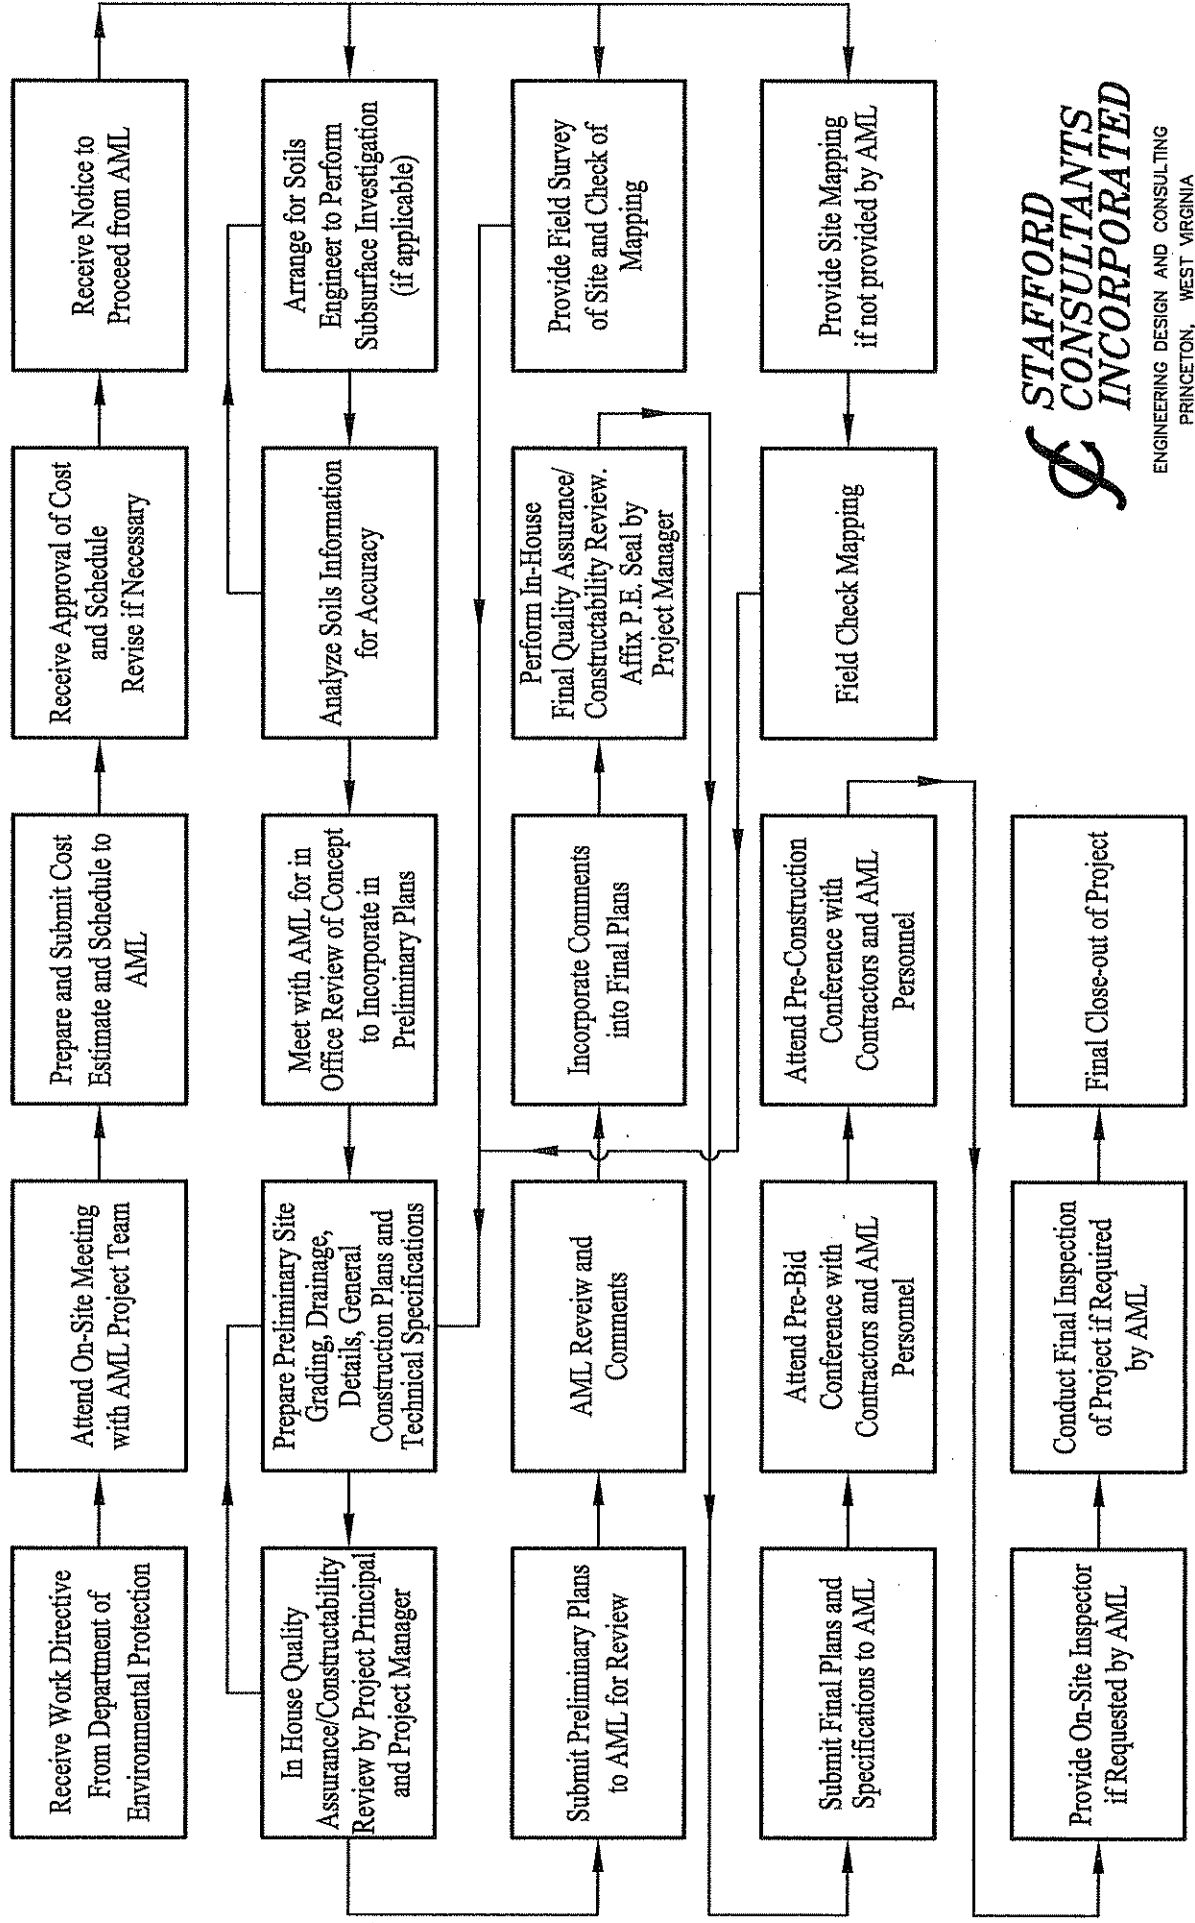 Receive Work Directive
From Department of
Environmental Protection
Attend On-Site Meeting
with AML Project Team
Prepare and Submit Cost
Estimate and Schedule to
AML
Receive Approval of Cost
and Schedule
Revise if Necessary
Receive Notice to
Proceed from AML
In House Quality
Assurance/Constructability
Review by Project Principal
and Project Manager
Prepare Preliminary Site
Grading, Drainage,
Details, General
Construction Plans and
Technical Specifications
Meet with AML for in
Office Review of Concept
to Incorporate in
Preliminary Plans
Analyze Soils Information
for Accuracy
Arrange for Soils
Engineer to Perform
Subsurface Investigation
(if applicable)
Submit Preliminary Plans
to AML for Review
AML Reveiw and
Comments
Incorporate Comments
into Final Plans
Perform In-House
Final Quality Assurance/
Constructability Review.
Affix P.E. Seal by
Project Manager
Provide Field Survey
of Site and Check of
Mapping
Submit Final Plans and
Specifications to AML
Attend Pre-Bid
Conference with
Contractors and AML
Personnel
Attend Pre-Construction
Conference with
Contractors and AML
Personnel
Field Check Mapping
Provide Site Mapping
if not provided by AML
Provide On-Site Inspector
if Requested by AML
Conduct Final Inspection
of Project if Required
by AML
Final Close-out of Project
STAFFORD
CONSULTANTS
INCORPORATED
ENGINEERING DESIGN AND CONSULTING
PRINCETON, WEST VIRGINIA